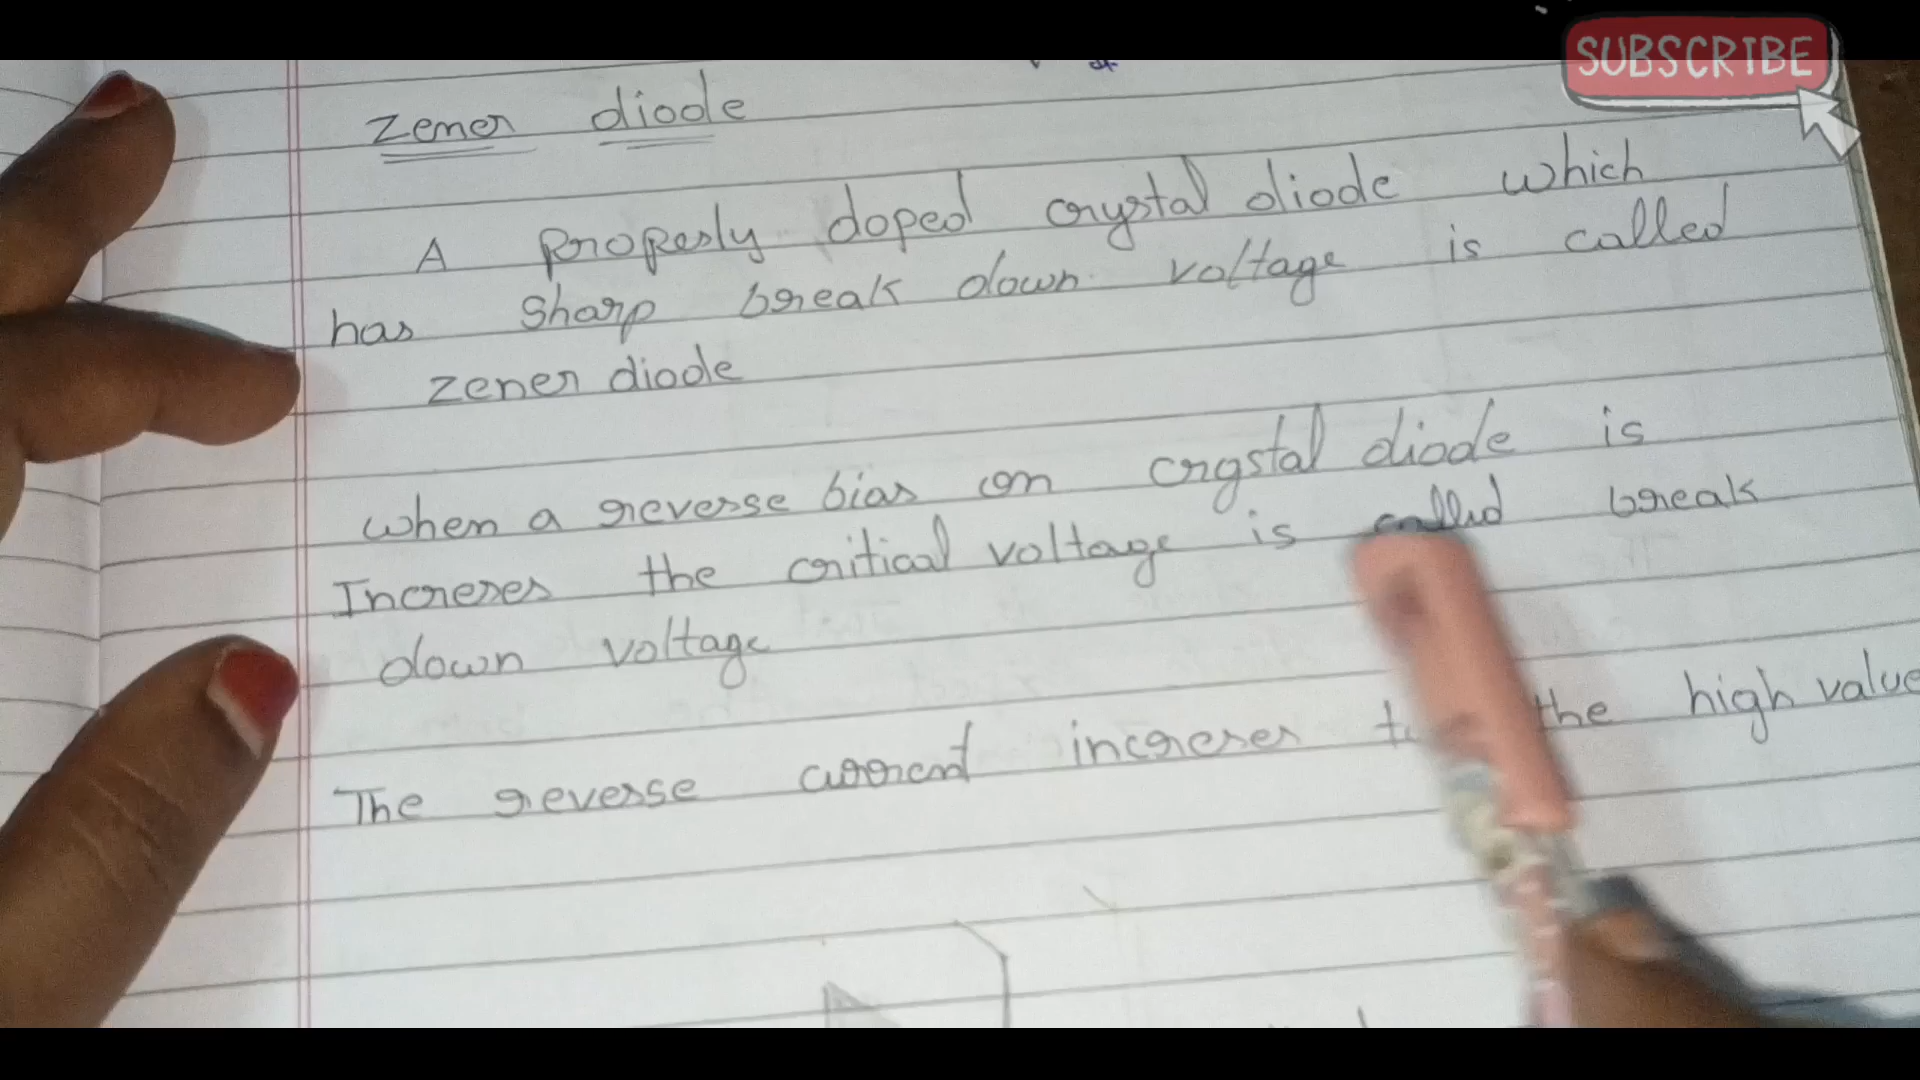 SUBSCRIBE
Zener diode
A properly doped crystal diode which
has sharp break down voltage is called
zener diode
when a reverse bias on crystal diode is
Increses the critical voltage is called break
down voltage
The reverse current increses the high value